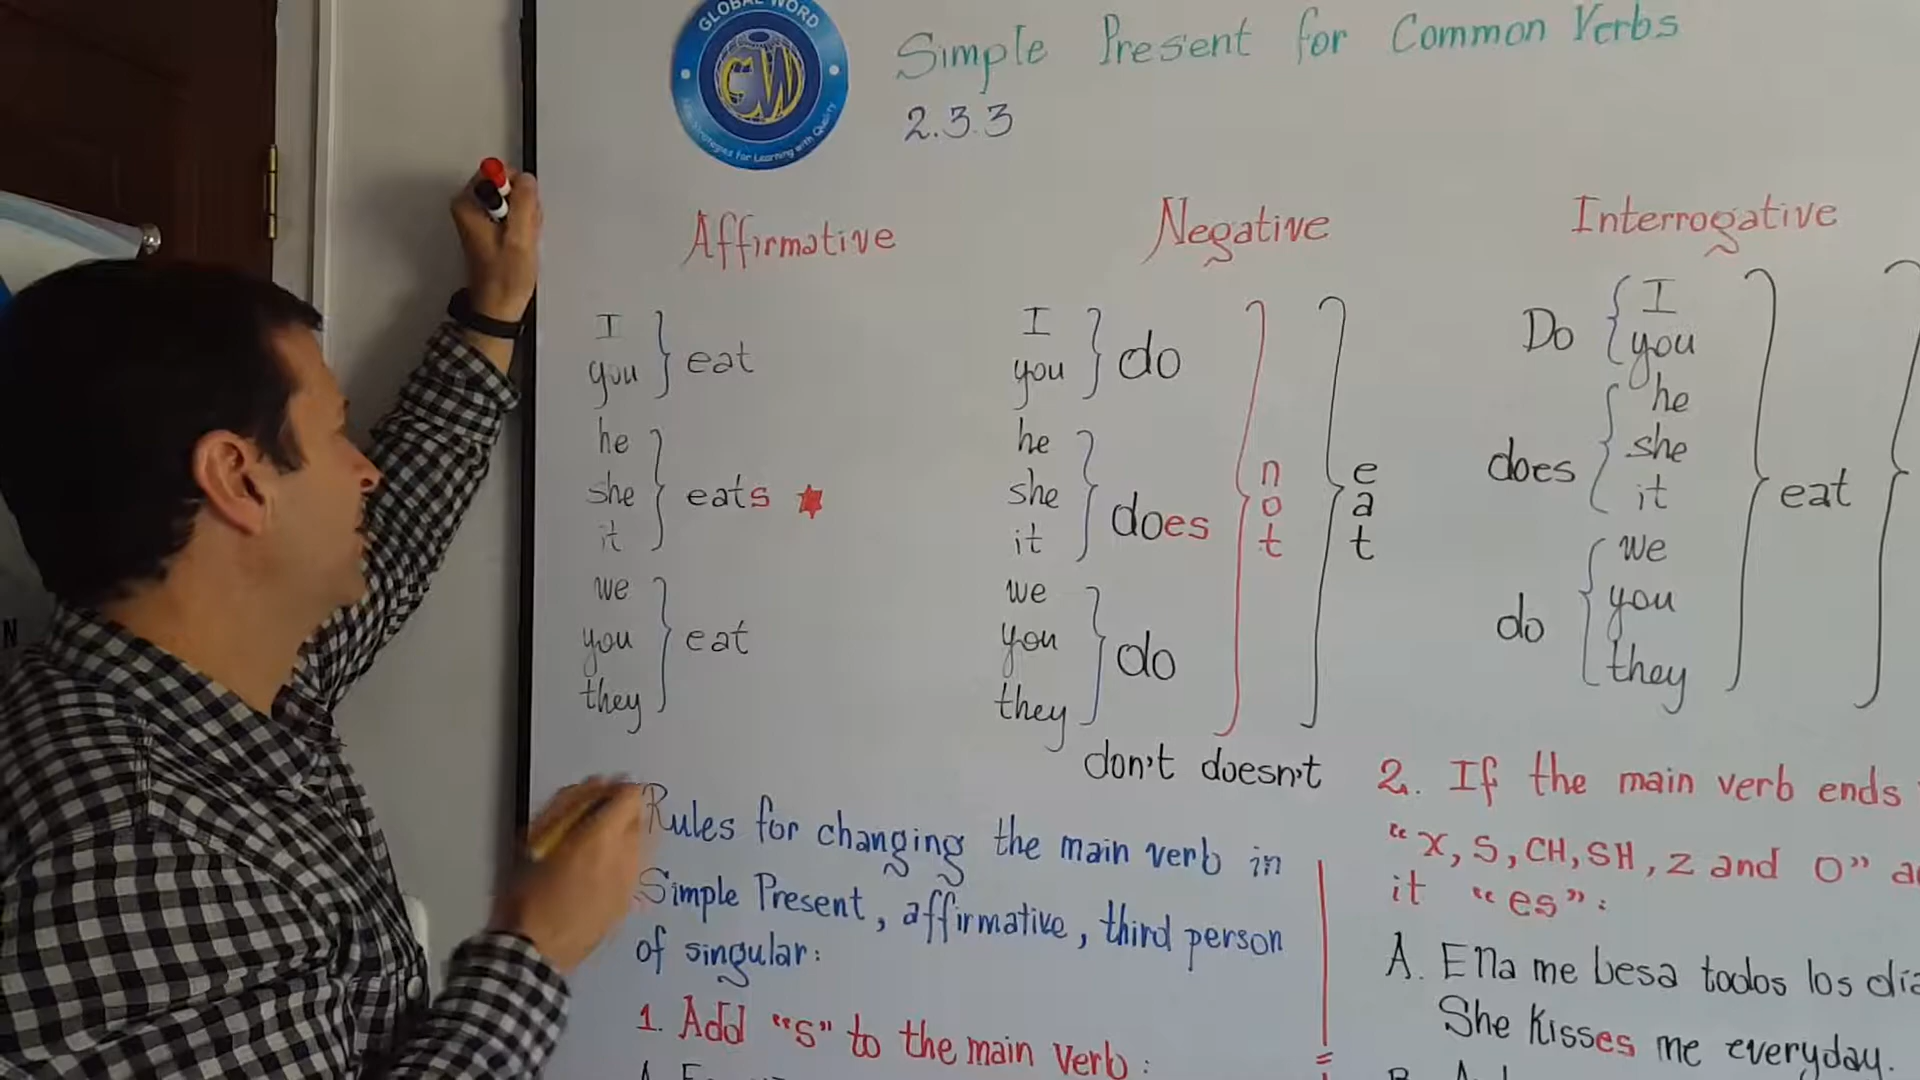 GLOBAL WORD
GW
for Learning with Quality
Simple Present for Common Verbs
2.3.3
Affirmative
I
you
eat
he
she
it
eats
we
you
they
eat
Negative
I
you
do
he
she
it
does
we
you
they
do
not
eat
don't doesn't
Interrogative
Do
I
you
does
he
she
it
do
we
you
they
eat
Rules for changing the main verb in
Simple Present, affirmative, third person
of singular:
1. Add "s" to the main verb:
2. If the main verb ends
"X, S, CH, SH, Z and O"
it "es":
A. Ella me besa todos los
She Kisses me everyday.
N